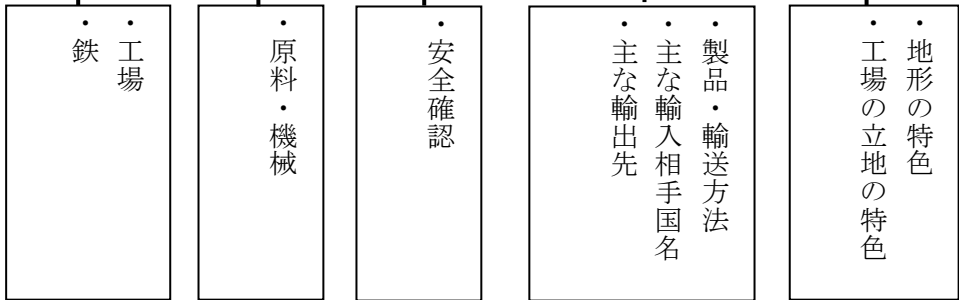 ・地形の特色
・工場の立地の特色
・製品・輸送方法
・主な輸入相手国名
・主な輸出先
・安全確認
・原料・機械
・工場
・鉄